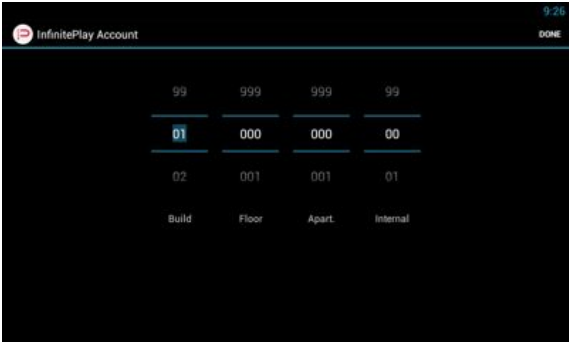 9:26
InfinitePlay Account DONE
99 999 999 99
01 000 000 00
02 001 001 01
Build Floor Apart. Internal